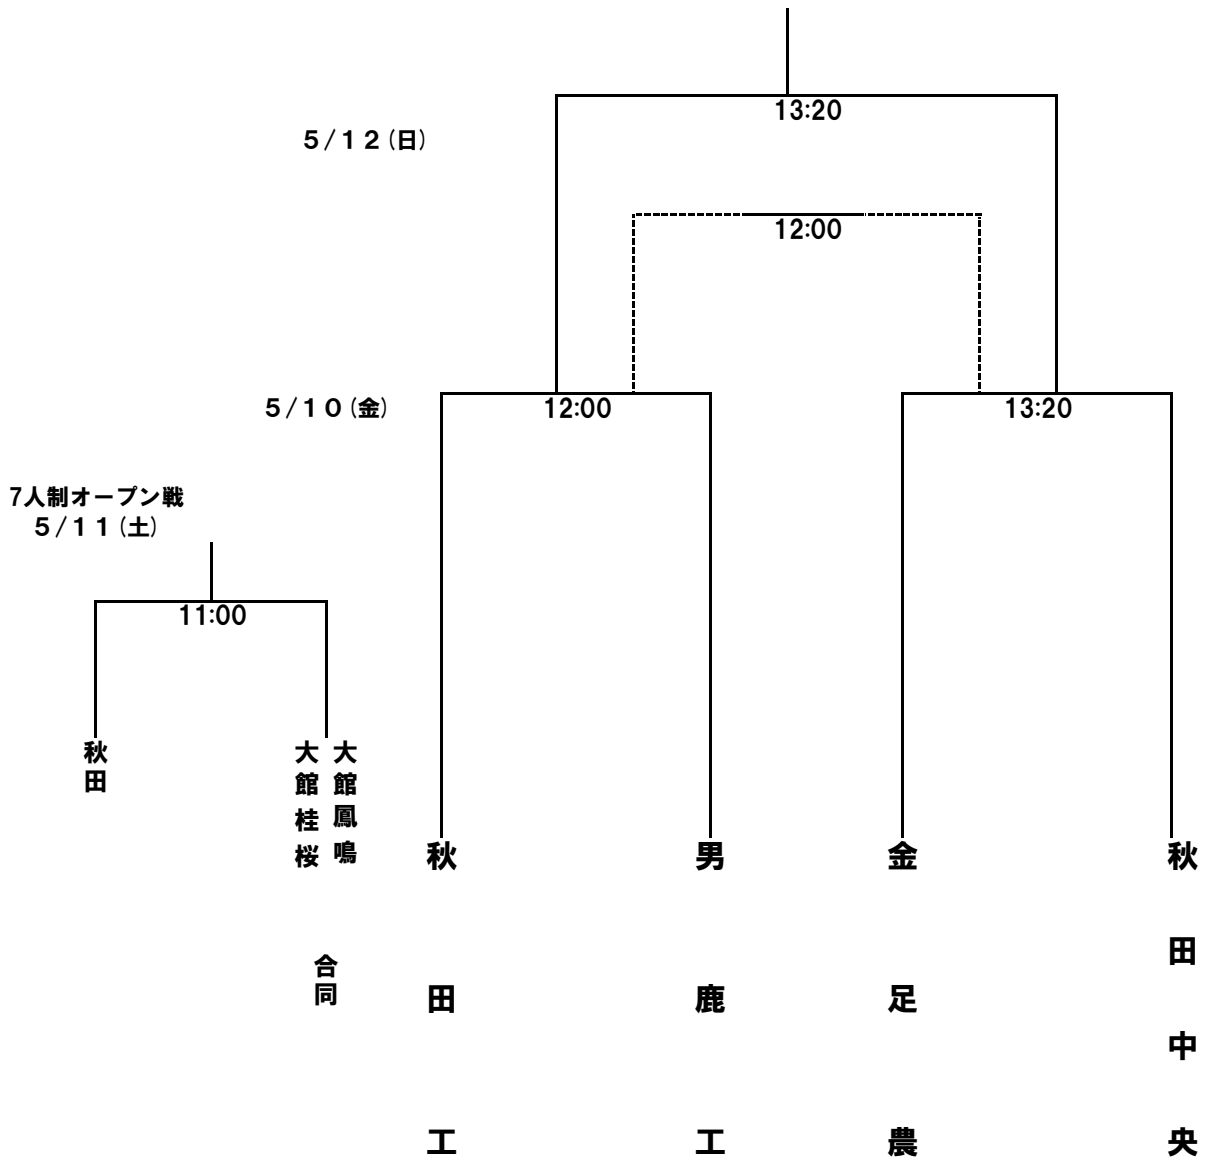 13:20
５/１２(日)
12:00
５/１０(金)
12:00
13:20
7人制オープン戦
５/１１(土)
11:00
秋田
大館鳳鳴
大館桂桜
合同
秋田工
男鹿工
金足農
秋田中央